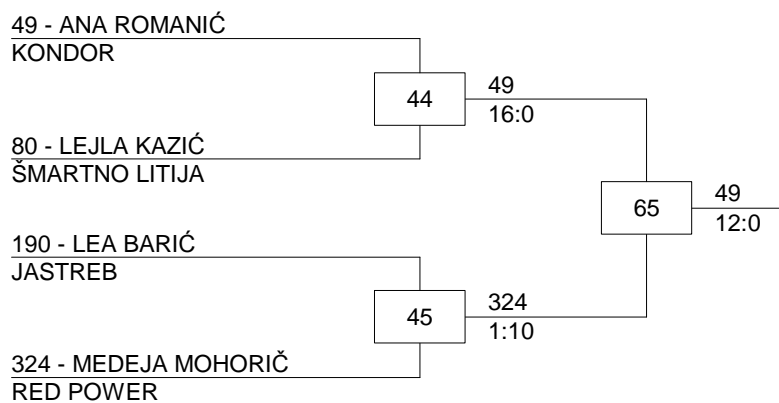 49 - ANA ROMANIĆ
KONDOR
44
49
16:0
80 - LEJLA KAZIĆ
ŠMARTNO LITIJA
65
49
12:0
190 - LEA BARIĆ
JASTREB
45
324
1:10
324 - MEDEJA MOHORIČ
RED POWER